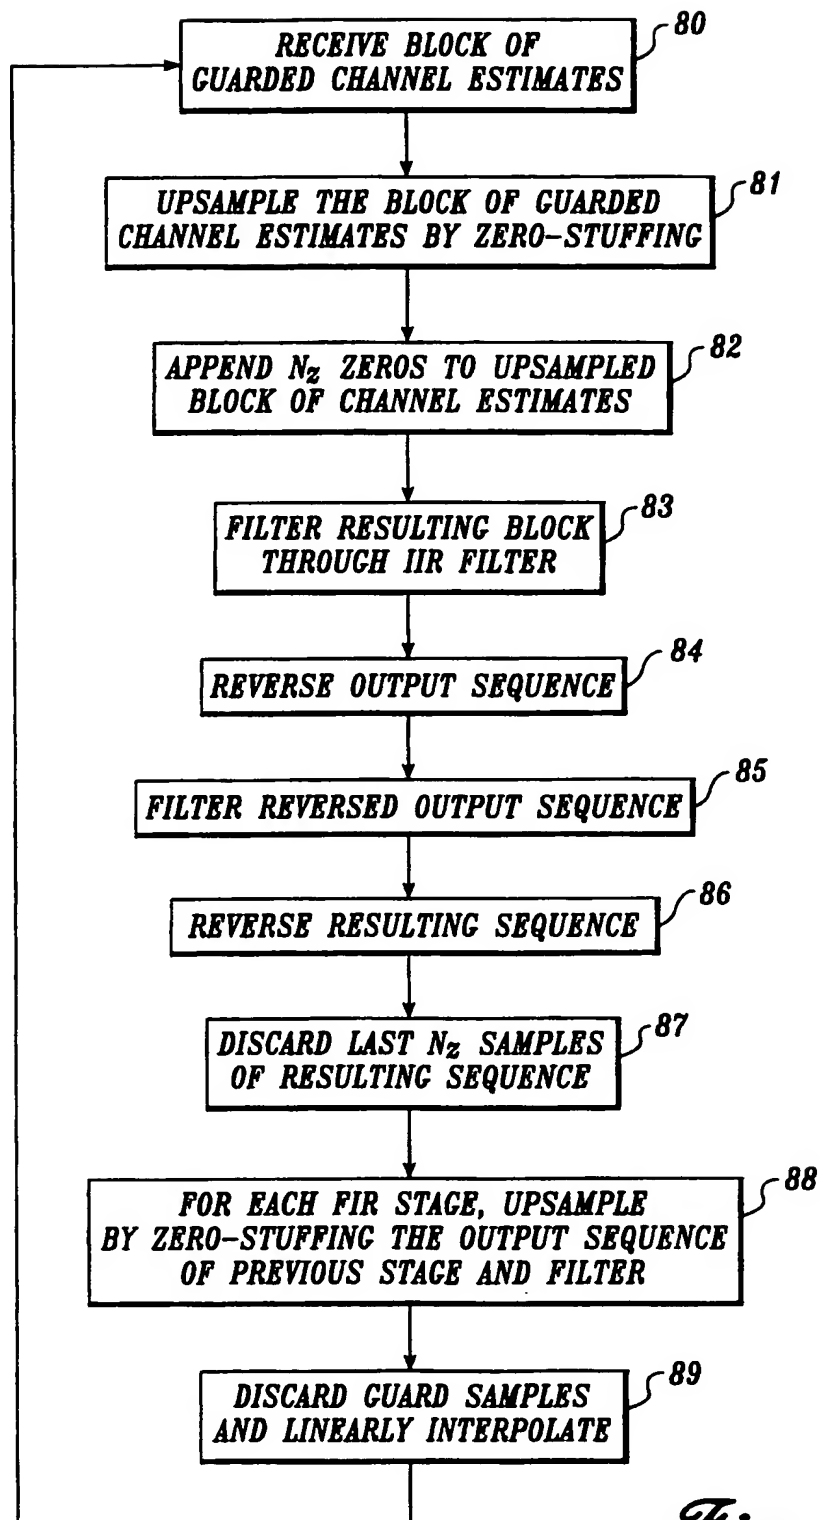 80
RECEIVE BLOCK OF
GUARDED CHANNEL ESTIMATES
81
UPSAMPLE THE BLOCK OF GUARDED
CHANNEL ESTIMATES BY ZERO-STUFFING
82
APPEND Nz ZEROS TO UPSAMPLED
BLOCK OF CHANNEL ESTIMATES
83
FILTER RESULTING BLOCK
THROUGH IIR FILTER
84
REVERSE OUTPUT SEQUENCE
85
FILTER REVERSED OUTPUT SEQUENCE
86
REVERSE RESULTING SEQUENCE
87
DISCARD LAST Nz SAMPLES
OF RESULTING SEQUENCE
88
FOR EACH FIR STAGE, UPSAMPLE
BY ZERO-STUFFING THE OUTPUT SEQUENCE
OF PREVIOUS STAGE AND FILTER
89
DISCARD GUARD SAMPLES
AND LINEARLY INTERPOLATE